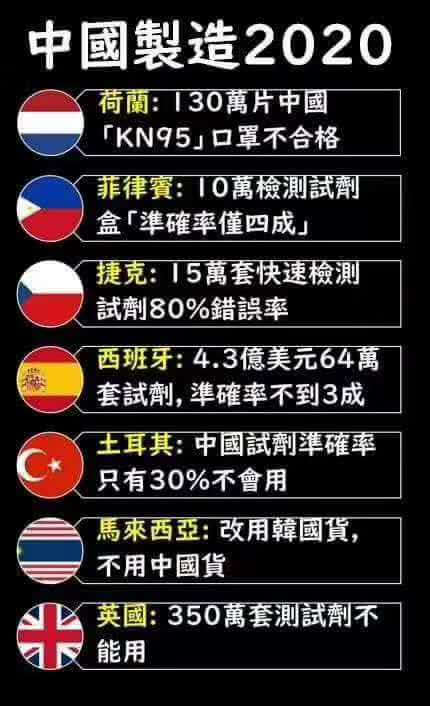 中國製造2020
荷蘭: 130萬片中國
「KN95」口罩不合格
菲律賓: 10萬檢測試劑
盒「準確率僅四成」
捷克: 15萬套快速檢測
試劑80%錯誤率
西班牙: 4.3億美元64萬
套試劑, 準確率不到3成
土耳其: 中國試劑準確率
只有30%不會用
馬來西亞: 改用韓國貨,
不用中國貨
英國: 350萬套測試劑不
能用